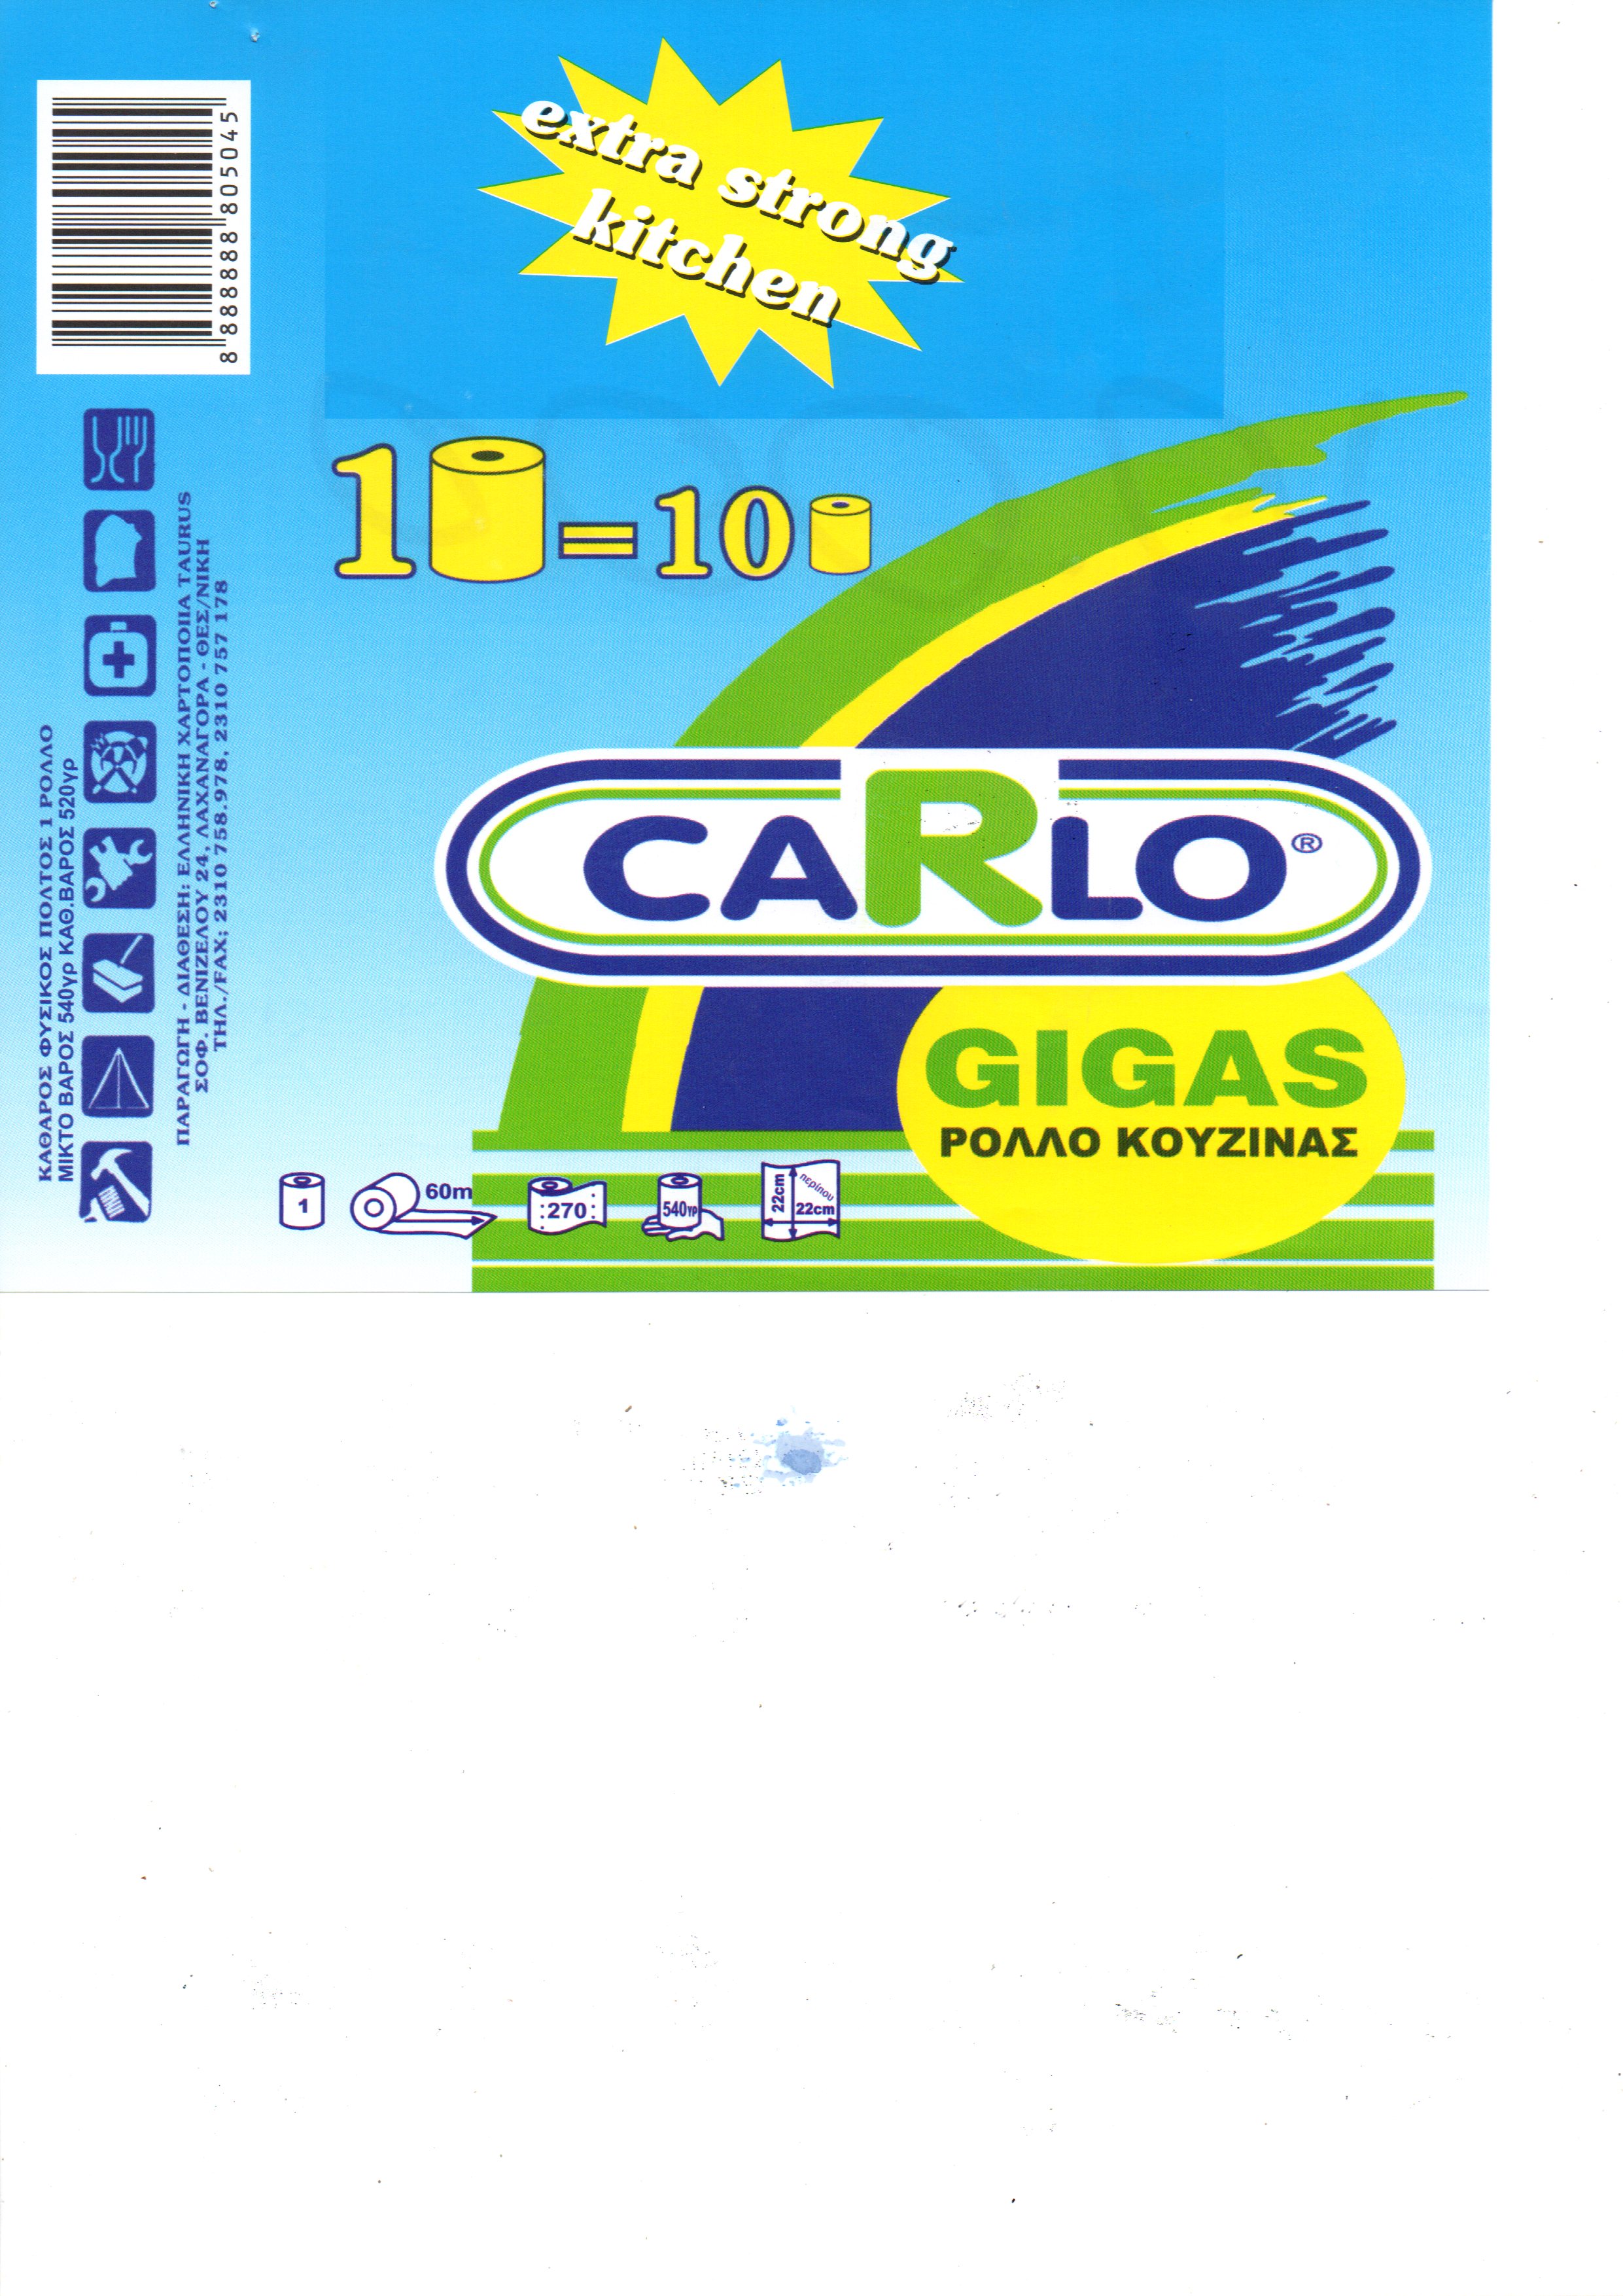 extra strong
kitchen
1 = 10
CARLO®
GIGAS
ΡΟΛΛΟ ΚΟΥΖΙΝΑΣ
1
60m
270
540γρ
22cm
περίπου
22cm
8 888888 805045
ΚΑΘΑΡΟΣ ΦΥΣΙΚΟΣ ΠΟΛΤΟΣ 1 ΡΟΛΛΟ
ΜΙΚΤΟ ΒΑΡΟΣ 540γρ ΚΑΘ.ΒΑΡΟΣ 520γρ
ΠΑΡΑΓΩΓΗ - ΔΙΑΘΕΣΗ: ΕΛΛΗΝΙΚΗ ΧΑΡΤΟΠΟΙΙΑ TAURUS
ΣΟΦ. ΒΕΝΙΖΕΛΟΥ 24, ΛΑΧΑΝΑΓΟΡΑ - ΘΕΣ/ΝΙΚΗ
ΤΗΛ./FAX; 2310 758.978, 2310 757 178